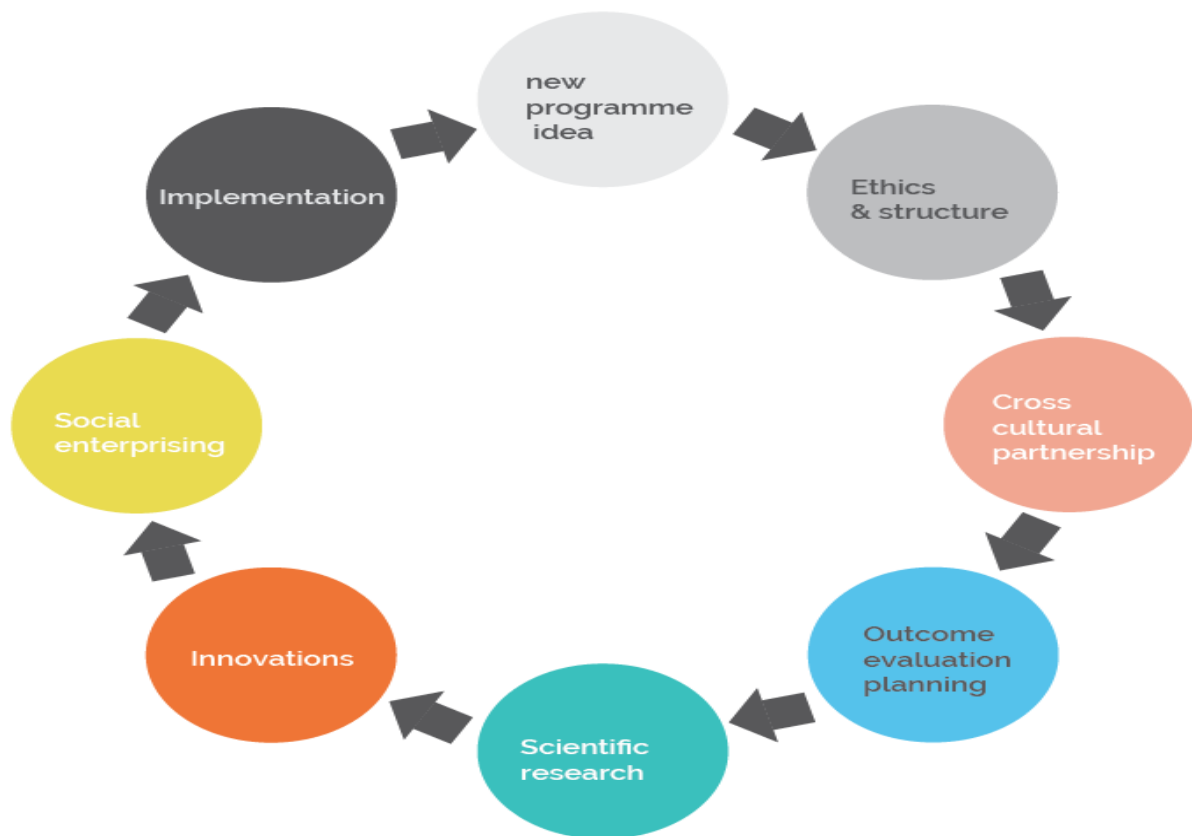 new
programme
idea
Ethics
& structure
Cross
cultural
partnership
Outcome
evaluation
planning
Scientific
research
Innovations
Social
enterprising
Implementation